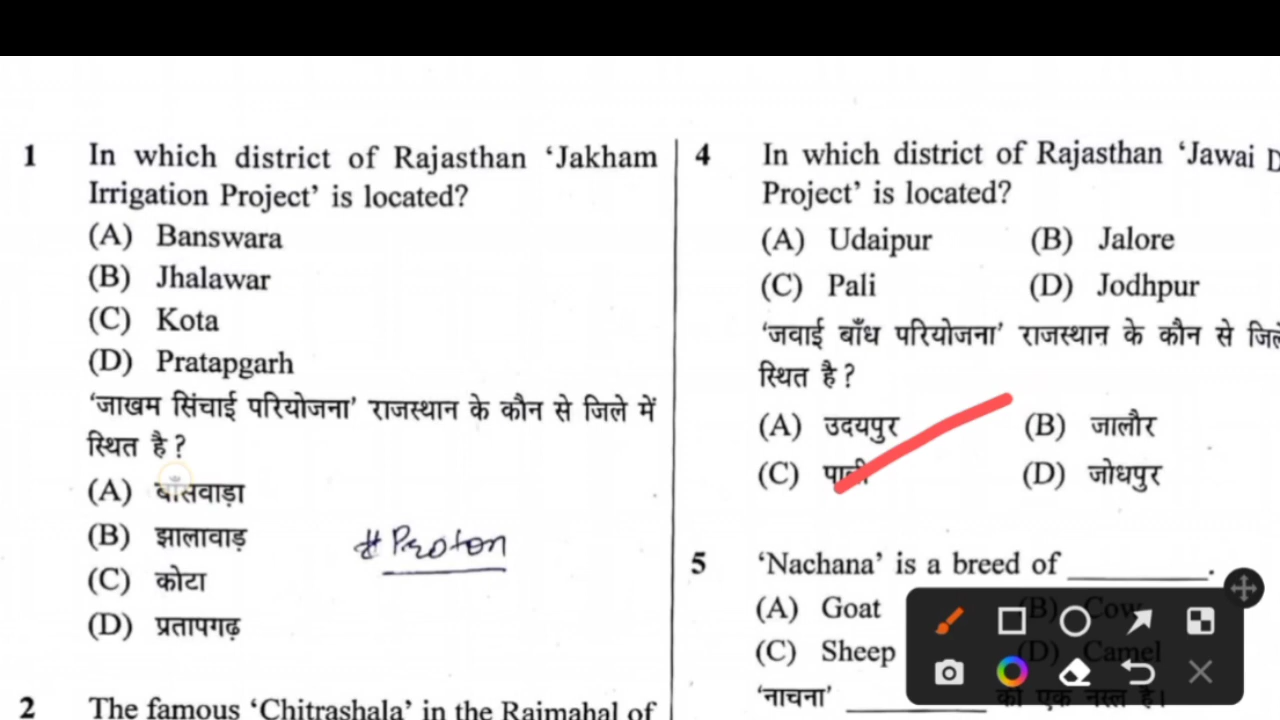 1 In which district of Rajasthan ‘Jakham
Irrigation Project’ is located?
(A) Banswara
(B) Jhalawar
(C) Kota
(D) Pratapgarh
‘जाखम सिंचाई परियोजना’ राजस्थान के कौन से जिले में
स्थित है ?
(A) बाँसवाड़ा
(B) झालावाड़
(C) कोटा
(D) प्रतापगढ़
# Proton
2 The famous ‘Chitrashala’ in the Rajmahal of
4 In which district of Rajasthan ‘Jawai D
Project’ is located?
(A) Udaipur (B) Jalore
(C) Pali (D) Jodhpur
‘जवाई बाँध परियोजना’ राजस्थान के कौन से जिले
स्थित है ?
(A) उदयपुर (B) जालौर
(C) पाली (D) जोधपुर
5 ‘Nachana’ is a breed of ________.
(A) Goat (B) Cow
(C) Sheep (D) Camel
‘नाचना’ ________ की एक नस्ल है।